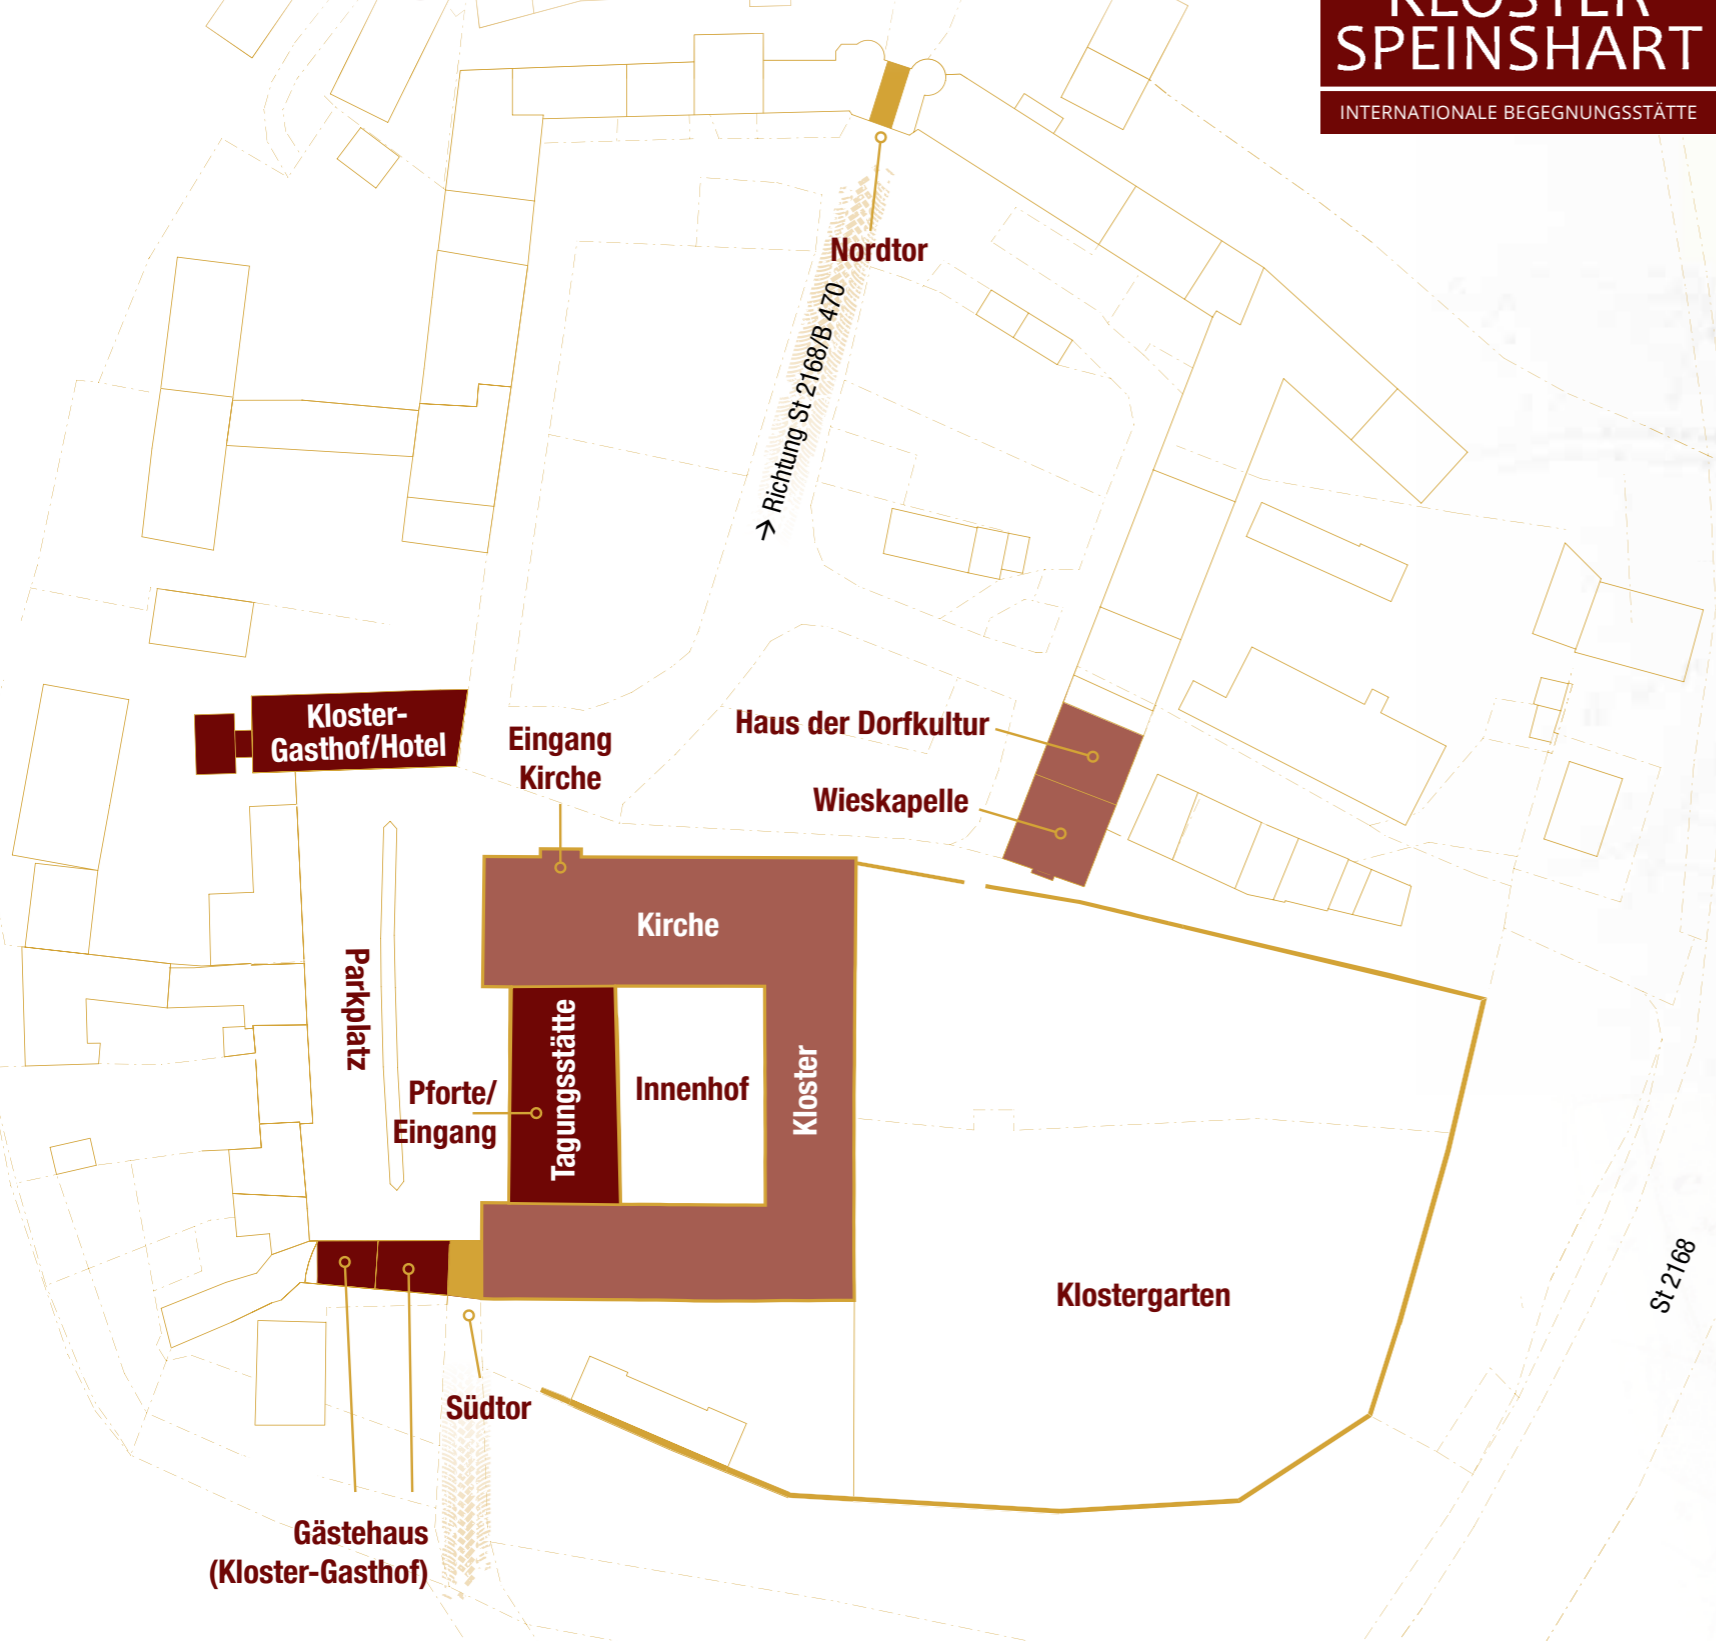 KLOSTER
SPEINSHART
INTERNATIONALE BEGEGNUNGSSTÄTTE
Nordtor
→ Richtung St 2168/B 470
Kloster-
Gasthof/Hotel
Eingang
Kirche
Haus der Dorfkultur
Wieskapelle
Kirche
Parkplatz
Pforte/
Eingang
Tagungsstätte
Innenhof
Kloster
Klostergarten
St 2168
Südtor
Gästehaus
(Kloster-Gasthof)